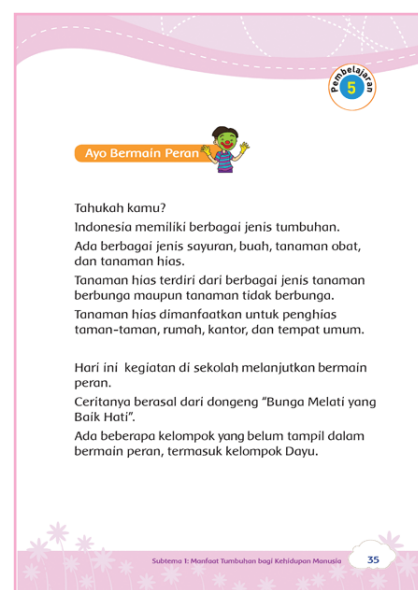 Pembelajaran
5
Ayo Bermain Peran
Tahukah kamu?
Indonesia memiliki berbagai jenis tumbuhan.
Ada berbagai jenis sayuran, buah, tanaman obat,
dan tanaman hias.
Tanaman hias terdiri dari berbagai jenis tanaman
berbunga maupun tanaman tidak berbunga.
Tanaman hias dimanfaatkan untuk penghias
taman-taman, rumah, kantor, dan tempat umum.
Hari ini kegiatan di sekolah melanjutkan bermain
peran.
Ceritanya berasal dari dongeng “Bunga Melati yang
Baik Hati”.
Ada beberapa kelompok yang belum tampil dalam
bermain peran, termasuk kelompok Dayu.
Subtema 1: Manfaat Tumbuhan bagi Kehidupan Manusia
35